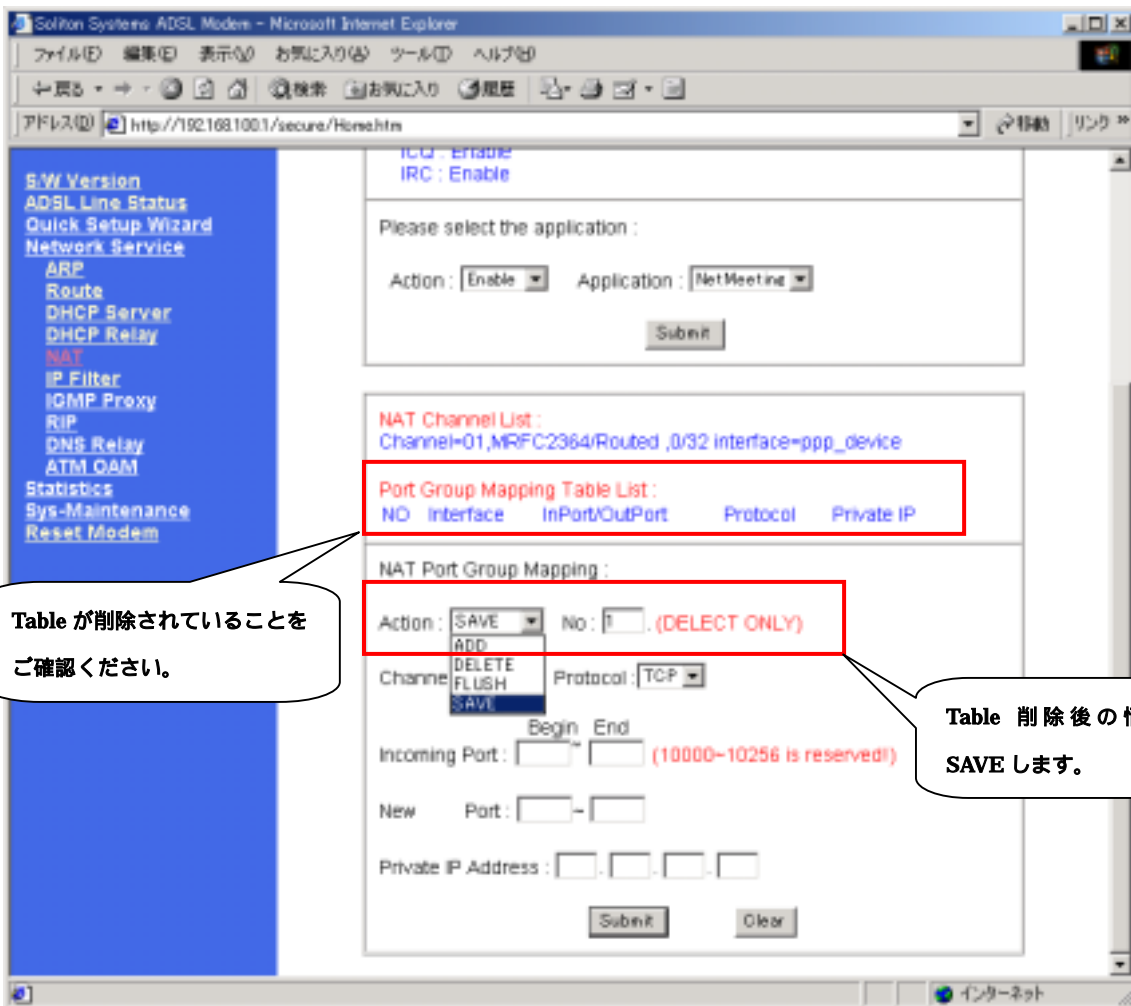 Soliton Systems ADSL Modem - Microsoft Internet Explorer
ファイル(F) 編集(E) 表示(V) お気に入り(A) ツール(T) ヘルプ(H)
戻る 検索 お気に入り 履歴
アドレス(D) http://192.168.100.1/secure/Home.htm 移動 リンク »
S/W Version
ADSL Line Status
Quick Setup Wizard
Network Service
ARP
Route
DHCP Server
DHCP Relay
NAT
IP Filter
IGMP Proxy
RIP
DNS Relay
ATM OAM
Statistics
Sys-Maintenance
Reset Modem
ICQ : Enable
IRC : Enable
Please select the application :
Action : Enable Application : NetMeeting
Submit
NAT Channel List :
Channel=01,MRFC2364/Routed ,0/32 interface=ppp_device
Port Group Mapping Table List :
NO Interface InPort/OutPort Protocol Private IP
NAT Port Group Mapping :
Action : SAVE No : 1 . (DELECT ONLY)
ADD
DELETE
FLUSH
SAVE
Channe Protocol : TCP
Begin End
Incoming Port : ~ (10000~10256 is reserved!!)
New Port : ~
Private IP Address : . . .
Submit Clear
Table が削除されていることを
ご確認ください。
Table 削除後の
SAVE します。
インターネット